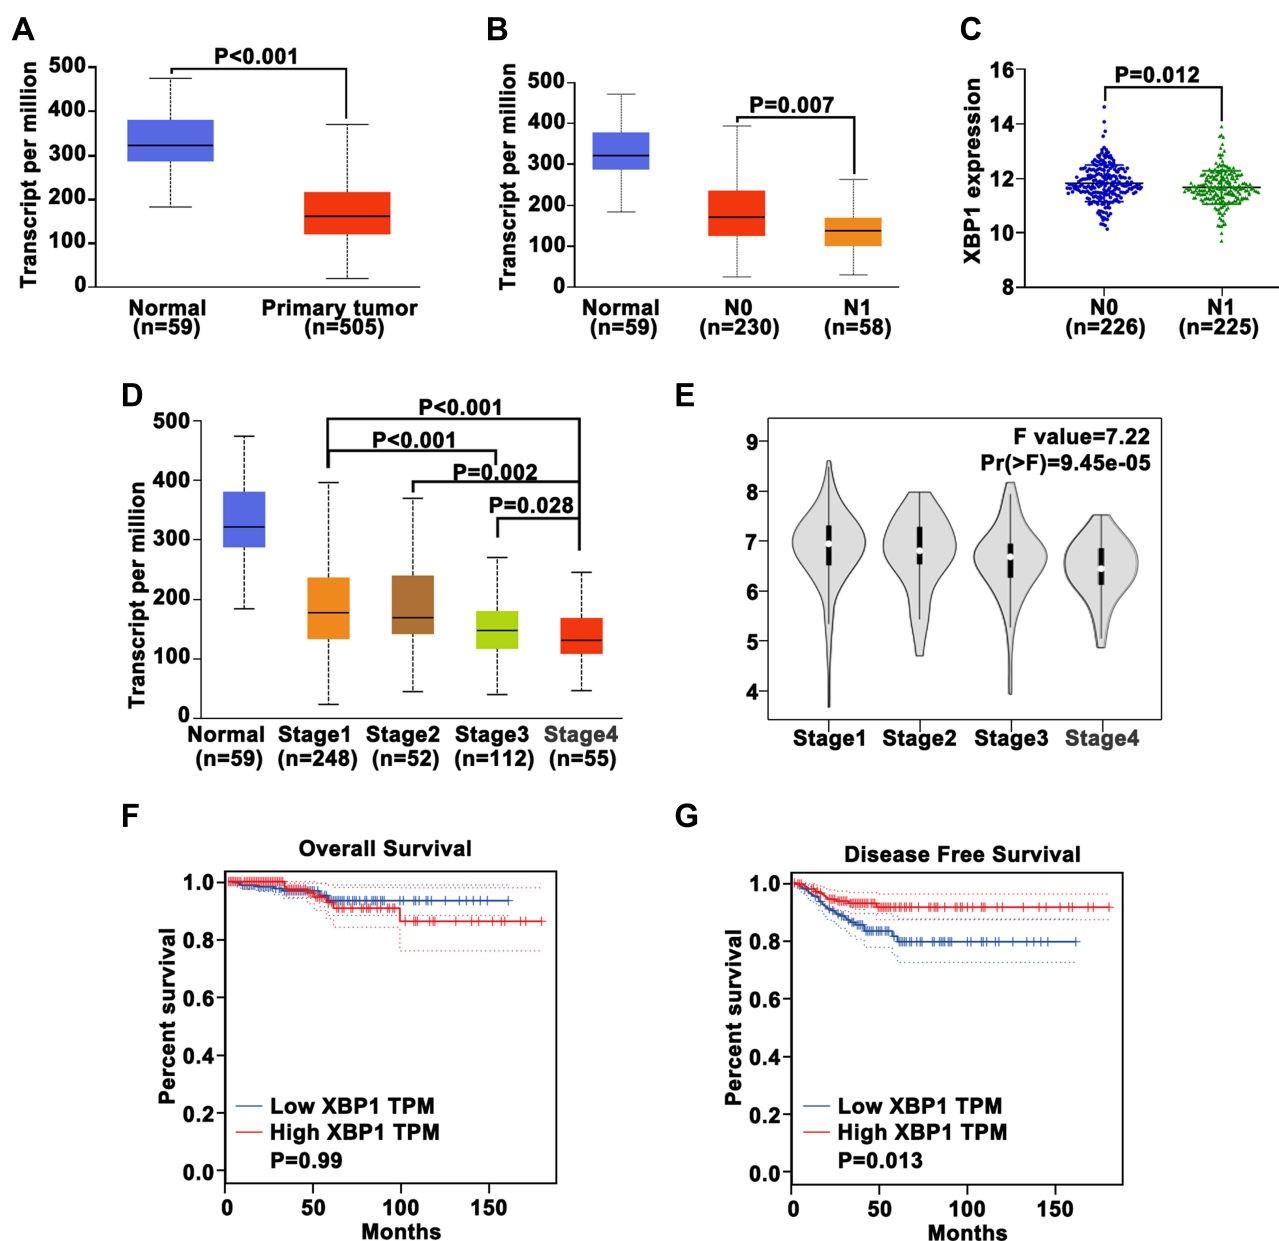 A
P<0.001
500
400
300
200
100
0
Transcript per million
Normal
(n=59)
Primary tumor
(n=505)
B
P=0.007
500
400
300
200
100
0
Transcript per million
Normal
(n=59)
N0
(n=230)
N1
(n=58)
C
P=0.012
16
14
12
10
8
XBP1 expression
N0
(n=226)
N1
(n=225)
D
P<0.001
P<0.001
P=0.002
P=0.028
500
400
300
200
100
0
Transcript per million
Normal
(n=59)
Stage1
(n=248)
Stage2
(n=52)
Stage3
(n=112)
Stage4
(n=55)
E
F value=7.22
Pr(>F)=9.45e-05
9
8
7
6
5
4
Stage1
Stage2
Stage3
Stage4
F
Overall Survival
1.0
0.8
0.6
0.4
0.2
0.0
Percent survival
Low XBP1 TPM
High XBP1 TPM
P=0.99
0
50
100
150
Months
G
Disease Free Survival
1.0
0.8
0.6
0.4
0.2
0.0
Percent survival
Low XBP1 TPM
High XBP1 TPM
P=0.013
0
50
100
150
Months